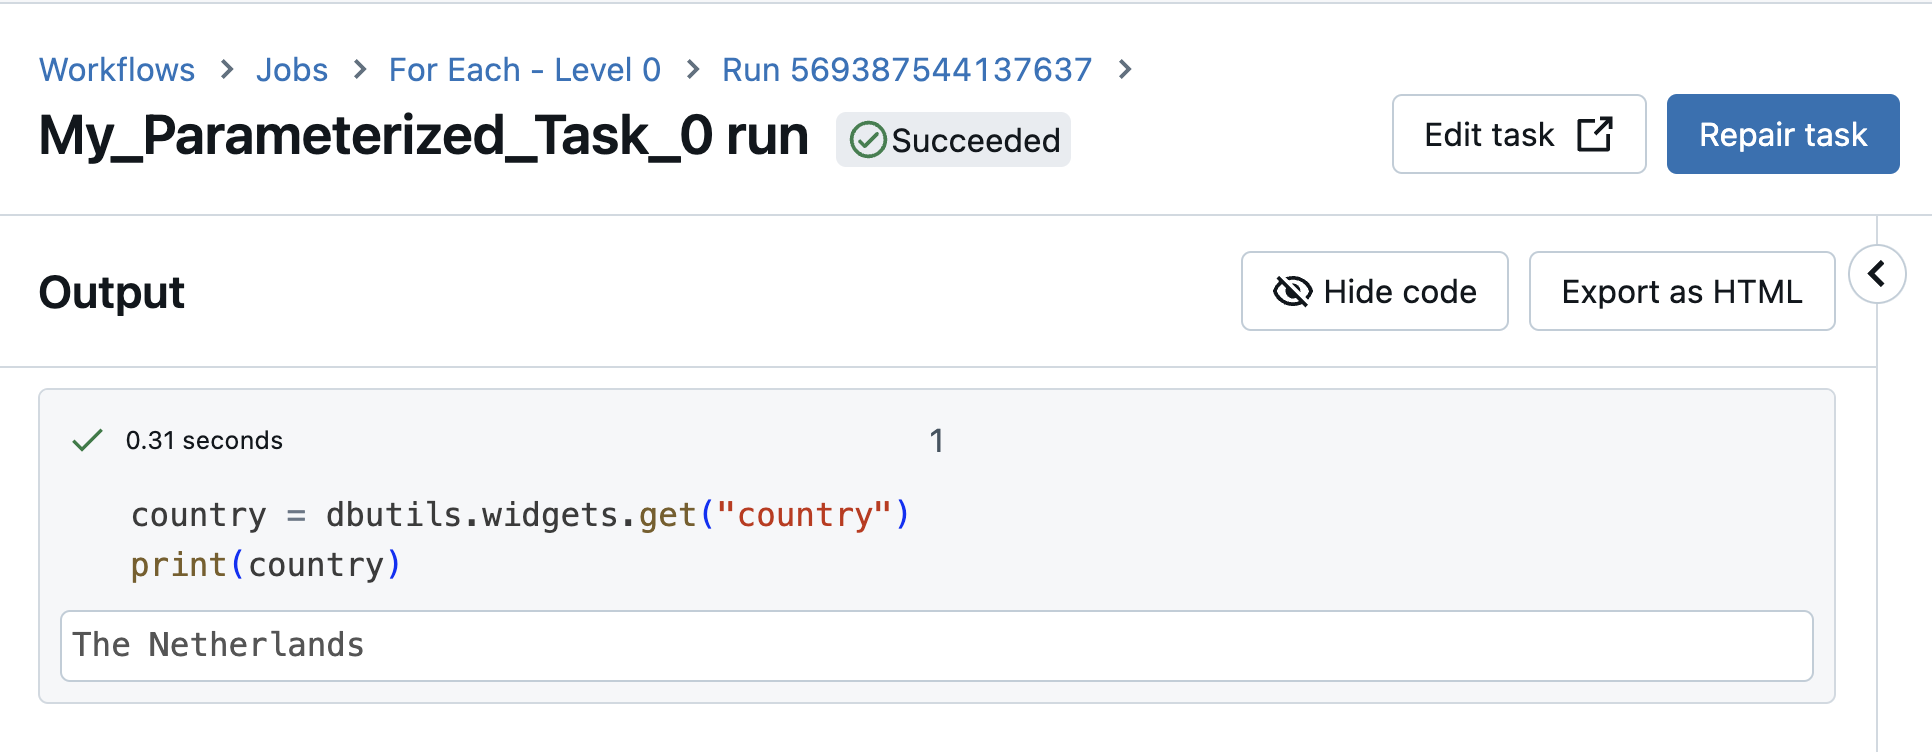 Workflows > Jobs > For Each - Level 0 > Run 569387544137637 >
My_Parameterized_Task_0 run Succeeded
Edit task
Repair task
Output
Hide code
Export as HTML
0.31 seconds
1
country = dbutils.widgets.get("country")
print(country)
The Netherlands